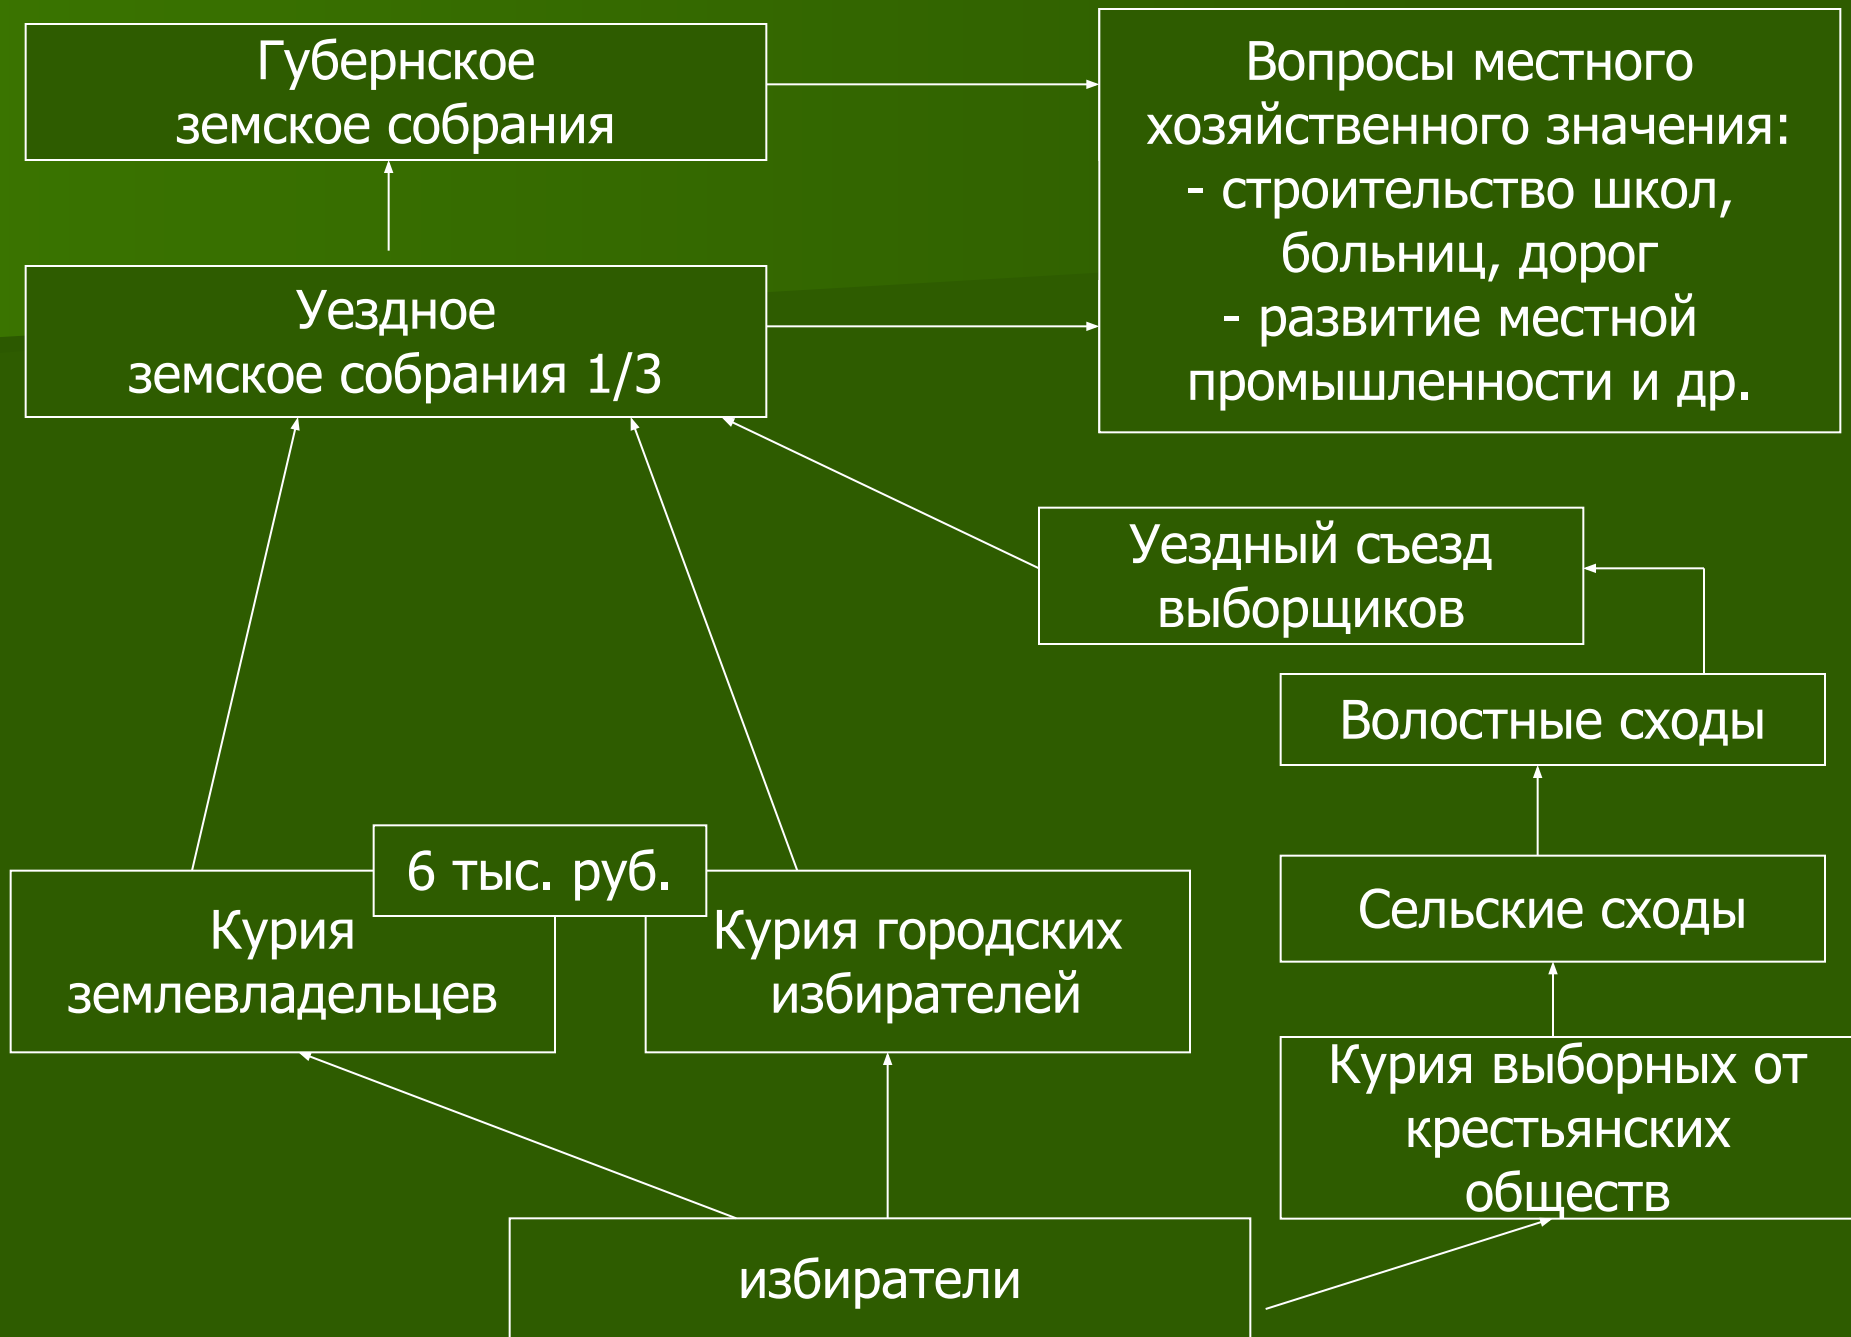 Губернское
земское собрания
Вопросы местного
хозяйственного значения:
- строительство школ,
больниц, дорог
- развитие местной
промышленности и др.
Уездное
земское собрания 1/3
Уездный съезд
выборщиков
Волостные сходы
6 тыс. руб.
Курия
землевладельцев
Курия городских
избирателей
Сельские сходы
Курия выборных от
крестьянских
обществ
избиратели